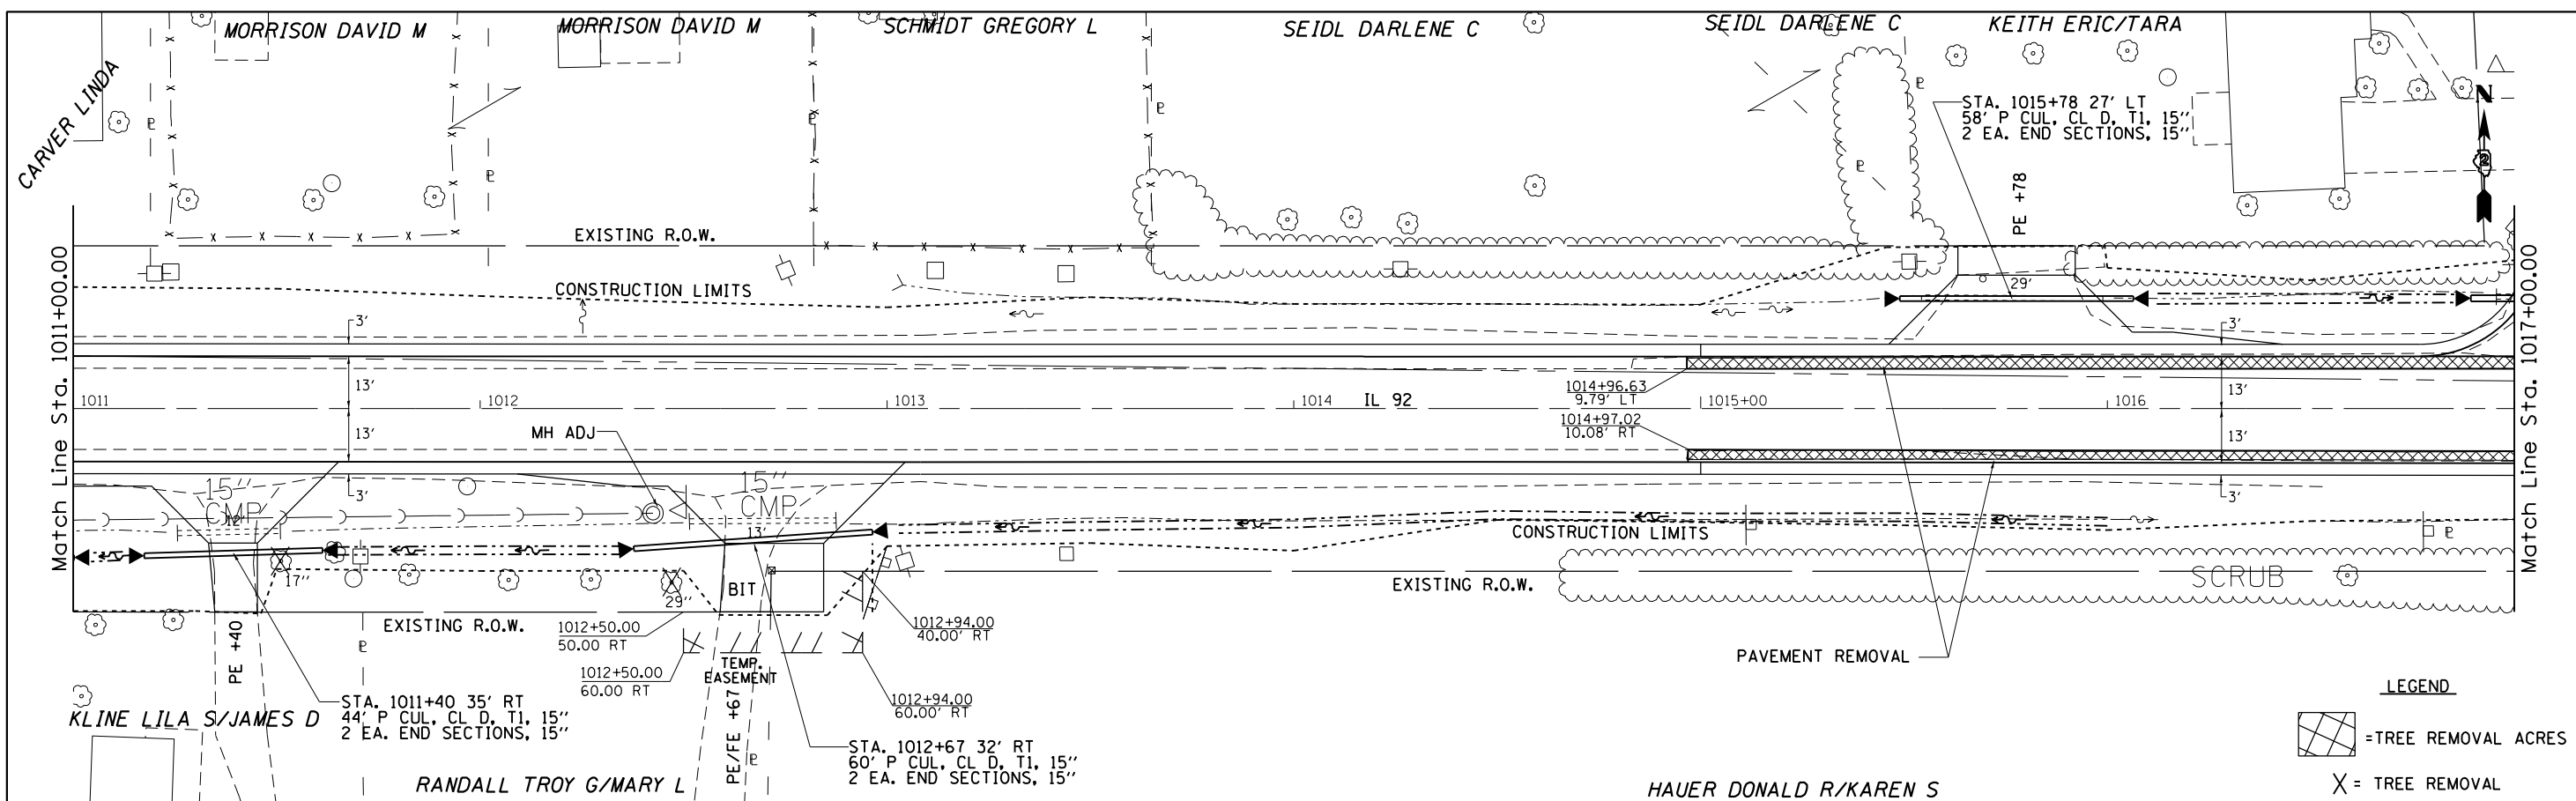 MORRISON DAVID M
MORRISON DAVID M
SCHMIDT GREGORY L
SEIDL DARLENE C
SEIDL DARLENE C
KEITH ERIC/TARA
CARVER LINDA
STA. 1015+78 27' LT
58' P CUL, CL D, T1, 15"
2 EA. END SECTIONS, 15"
N
2
PE +78
EXISTING R.O.W.
CONSTRUCTION LIMITS
29'
Match Line Sta. 1011+00.00
Match Line Sta. 1017+00.00
3'
3'
13'
13'
1014+96.63
9.79' LT
1011
1012
1013
1014
IL 92
1015+00
1016
1014+97.02
10.08' RT
13'
13'
MH ADJ
3'
3'
15"
CMP
12'
15"
CMP
13'
CONSTRUCTION LIMITS
17"
29"
BIT
EXISTING R.O.W.
SCRUB
EXISTING R.O.W.
1012+50.00
50.00 RT
1012+94.00
40.00' RT
PE +40
PAVEMENT REMOVAL
TEMP.
EASEMENT
1012+50.00
60.00 RT
1012+94.00
60.00' RT
PE/FE +67
LEGEND
KLINE LILA S/JAMES D
STA. 1011+40 35' RT
44' P CUL, CL D, T1, 15"
2 EA. END SECTIONS, 15"
STA. 1012+67 32' RT
60' P CUL, CL D, T1, 15"
2 EA. END SECTIONS, 15"
=TREE REMOVAL ACRES
RANDALL TROY G/MARY L
HAUER DONALD R/KAREN S
X = TREE REMOVAL